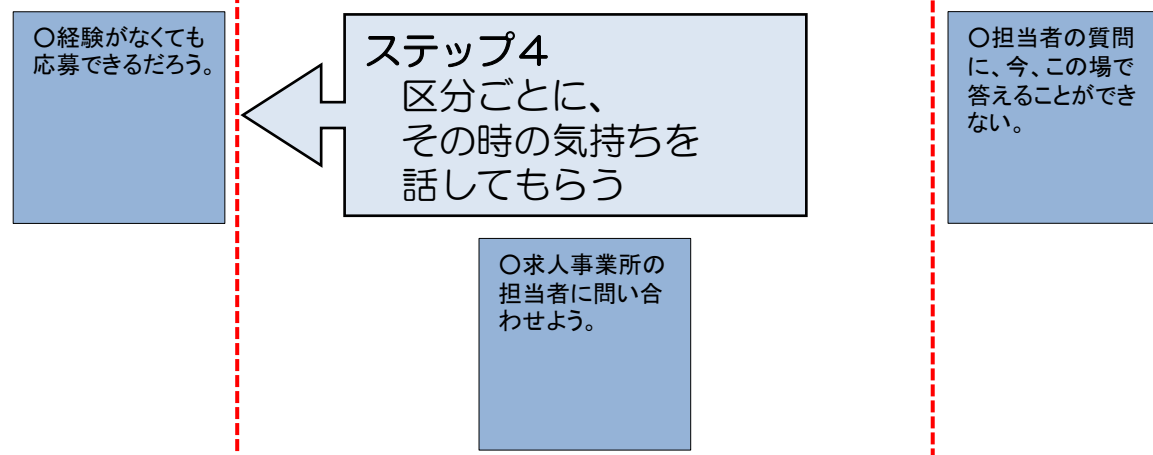 〇経験がなくても
応募できるだろう。
ステップ4
区分ごとに、
その時の気持ちを
話してもらう
〇担当者の質問
に、今、この場で
答えることができ
ない。
〇求人事業所の
担当者に問い合
わせよう。